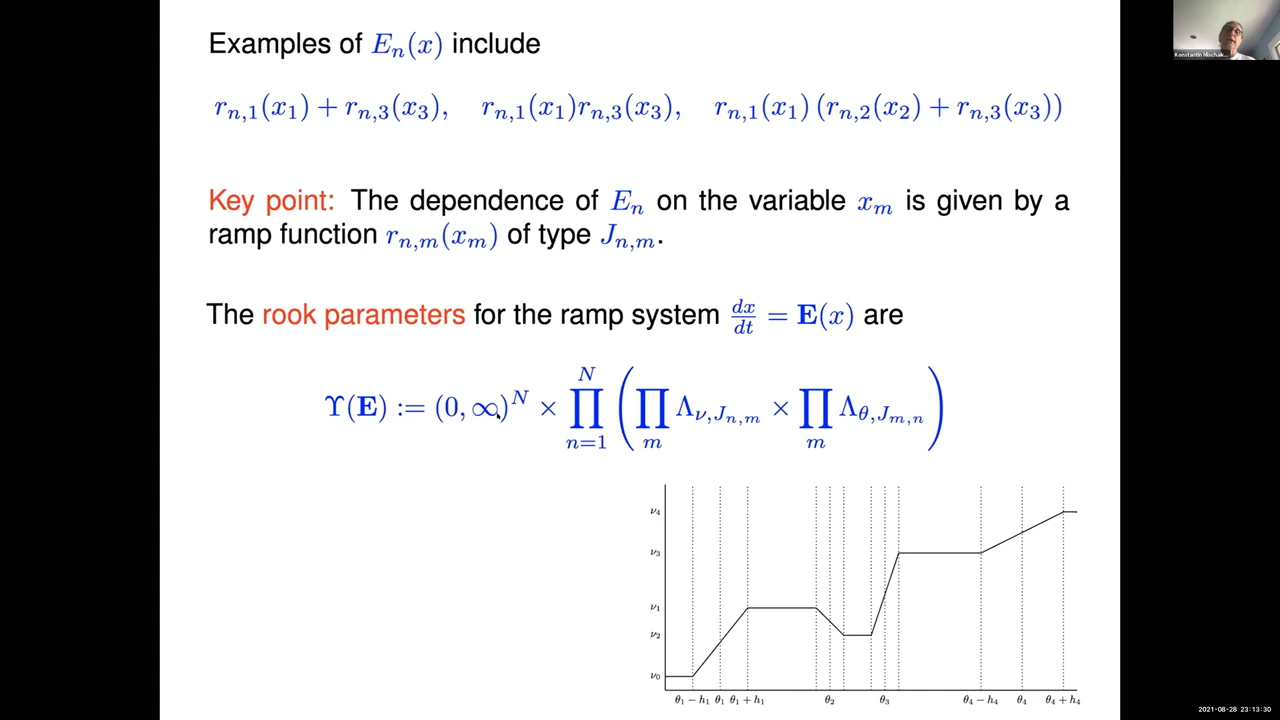 Examples of E_n(x) include
r_{n,1}(x_1) + r_{n,3}(x_3), r_{n,1}(x_1)r_{n,3}(x_3), r_{n,1}(x_1) (r_{n,2}(x_2) + r_{n,3}(x_3))
Key point: The dependence of E_n on the variable x_m is given by a
ramp function r_{n,m}(x_m) of type J_{n,m}.
The rook parameters for the ramp system dx/dt = E(x) are
ϒ(E) := (0, ∞)^N × ∏_{n=1}^{N} ( ∏_m Λ_{ν,J_{n,m}} × ∏_m Λ_{θ,J_{m,n}} )
ν_4
ν_3
ν_1
ν_2
ν_0
θ_1 − h_1 θ_1 θ_1 + h_1 θ_2 θ_3 θ_4 − h_4 θ_4 θ_4 + h_4
Konstantin Mischak...
2021-08-28 23:13:30